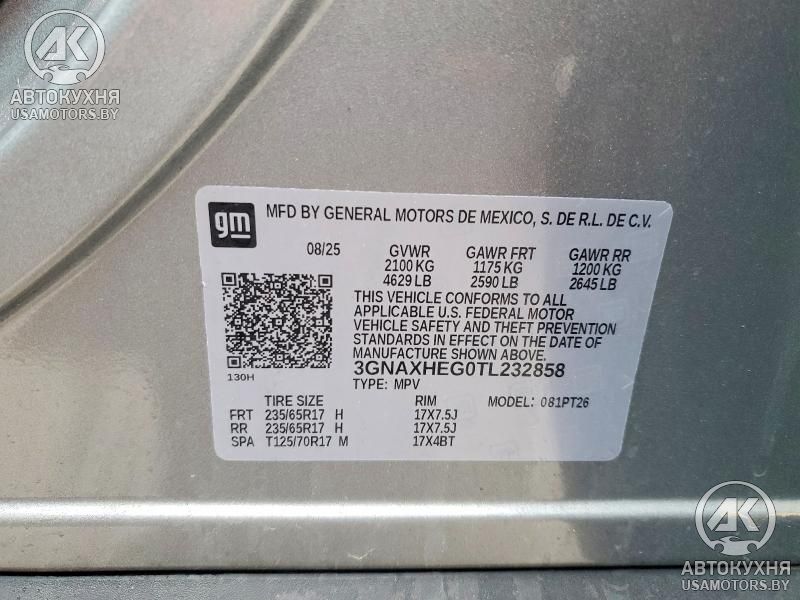 AK
АВТОКУХНЯ
USAMOTORS.BY
gm
MFD BY GENERAL MOTORS DE MEXICO, S. DE R.L. DE C.V.
08/25 GVWR GAWR FRT GAWR RR
2100 KG 1175 KG 1200 KG
4629 LB 2590 LB 2645 LB
THIS VEHICLE CONFORMS TO ALL
APPLICABLE U.S. FEDERAL MOTOR
VEHICLE SAFETY AND THEFT PREVENTION
STANDARDS IN EFFECT ON THE DATE OF
MANUFACTURE SHOWN ABOVE.
130H
3GNAXHEG0TL232858
TYPE: MPV
TIRE SIZE RIM MODEL: 081PT26
FRT 235/65R17 H 17X7.5J
RR 235/65R17 H 17X7.5J
SPA T125/70R17 M 17X4BT
AK
АВТОКУХНЯ
USAMOTORS.BY